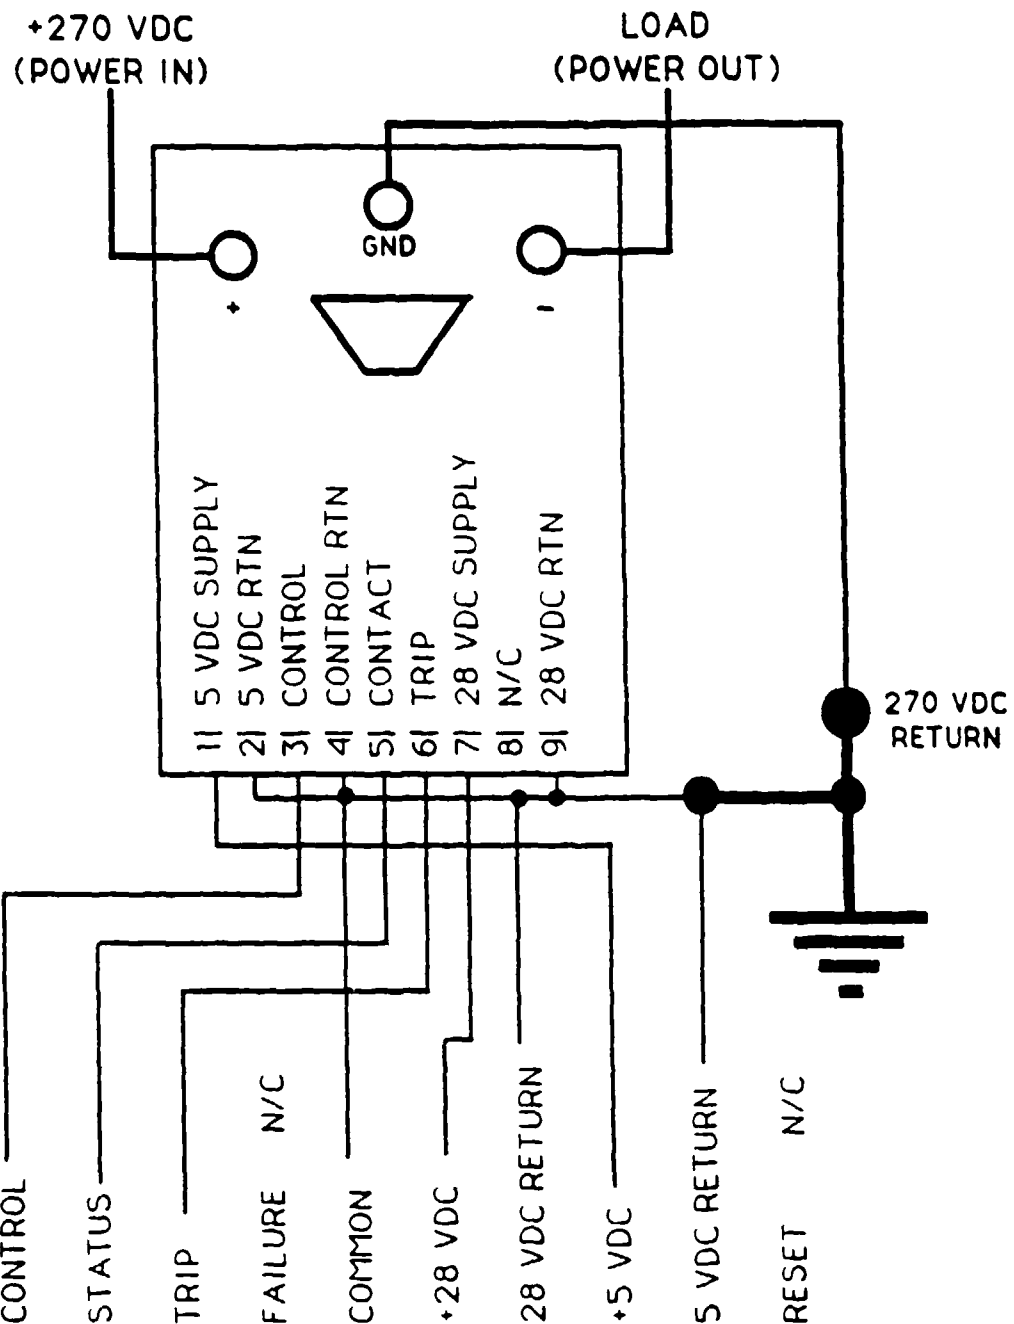 +270 VDC
(POWER IN)
LOAD
(POWER OUT)
GND
+
-
1| 5 VDC SUPPLY
2| 5 VDC RTN
3| CONTROL
4| CONTROL RTN
5| CONTACT
6| TRIP
7| 28 VDC SUPPLY
8| N/C
9| 28 VDC RTN
270 VDC
RETURN
CONTROL
STATUS
TRIP
FAILURE N/C
COMMON
+28 VDC
28 VDC RETURN
+5 VDC
5 VDC RETURN
RESET N/C